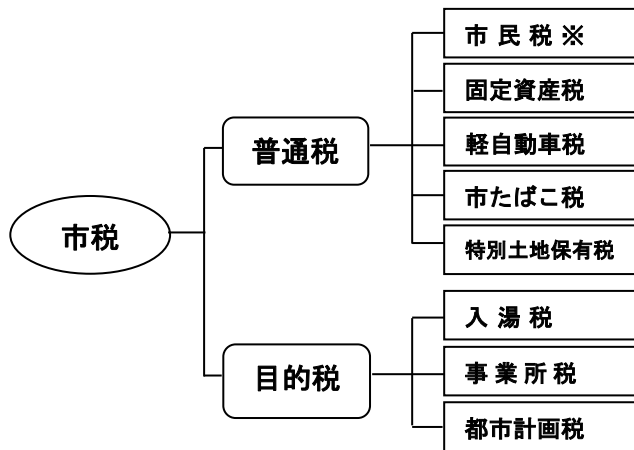 市税
普通税
市 民 税 ※
固定資産税
軽自動車税
市たばこ税
特別土地保有税
目的税
入 湯 税
事 業 所 税
都市計画税